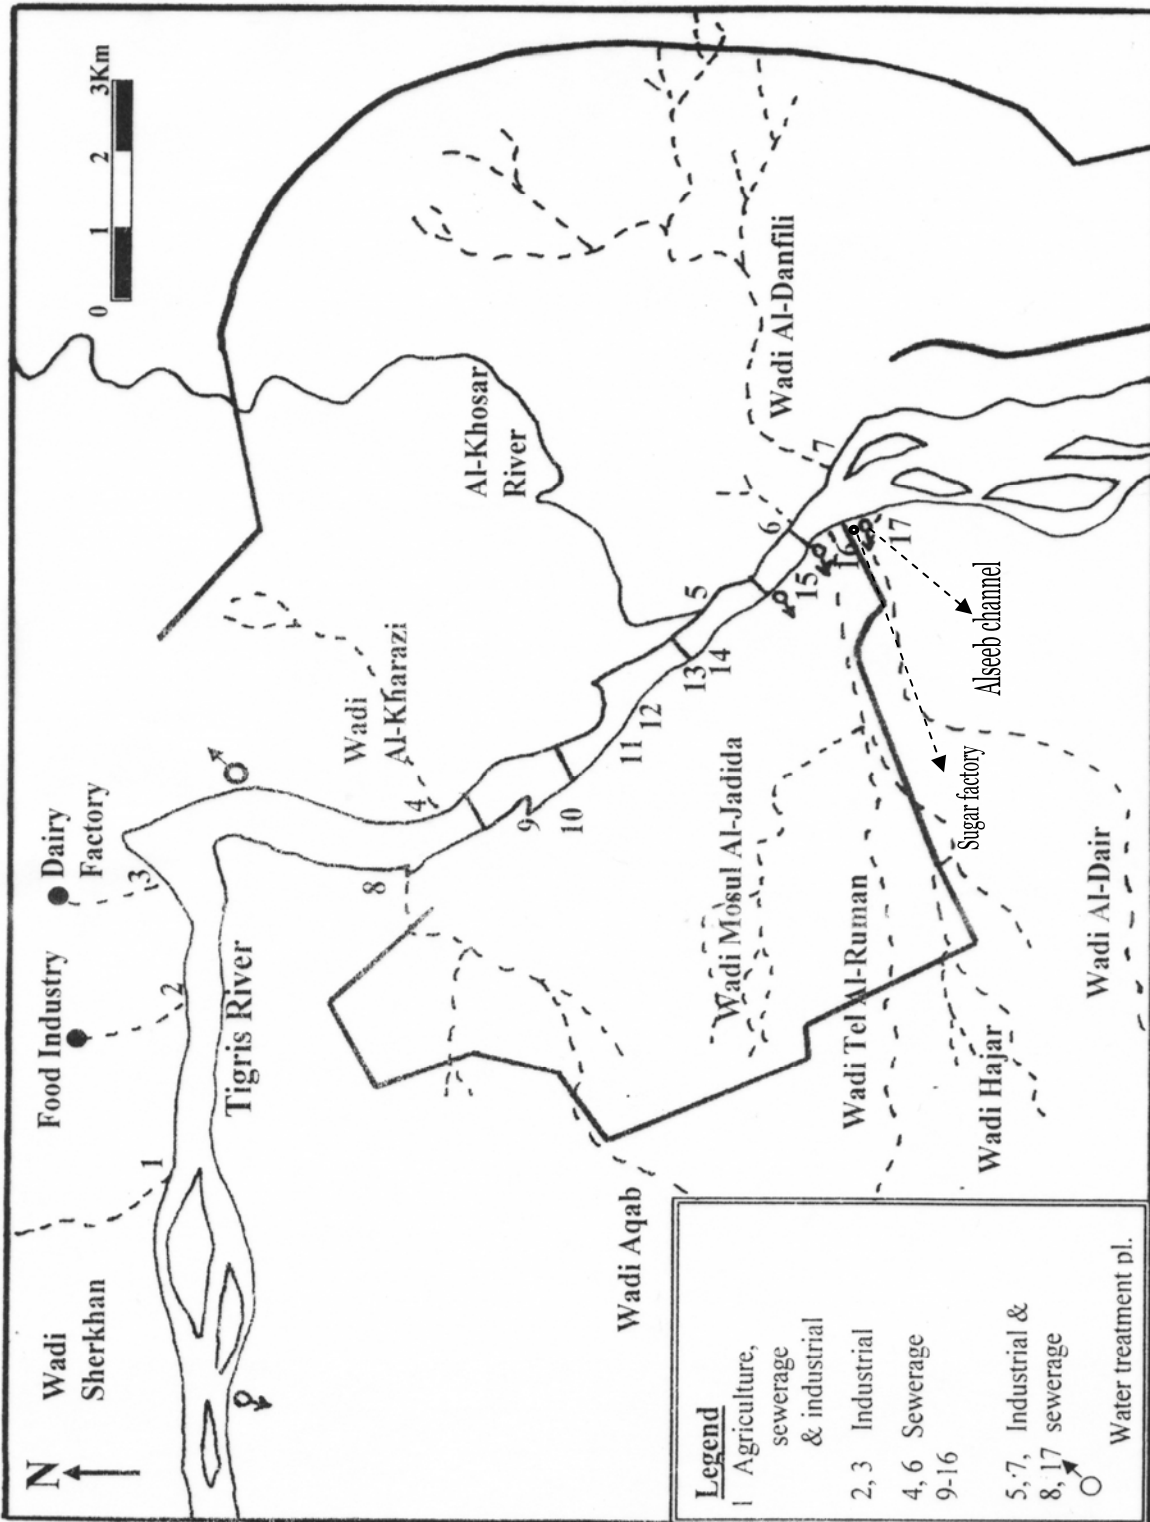 N
Wadi
Sherkhan
Food Industry
Dairy
Factory
0 1 2 3Km
1
2
3
Tigris River
4
Wadi
Al-Kharazi
Al-Khosar
River
5
6
7
Wadi Al-Danfili
8
9
10
11
12
13
14
15
16
17
Wadi Aqab
Wadi Mosul Al-Jadida
Wadi Tel Al-Ruman
Wadi Hajar
Wadi Al-Dair
Sugar factory
Alseeb channel
Legend
1 Agriculture,
sewerage
& industrial
2, 3 Industrial
4, 6 Sewerage
9-16
5, 7, Industrial &
8, 17 sewerage
Water treatment pl.